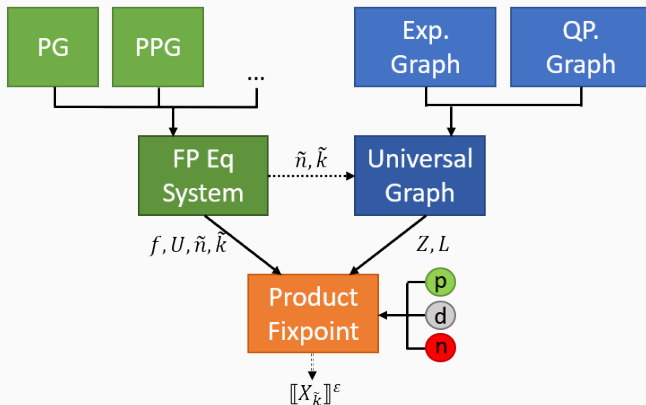 PG
PPG
...
Exp.
Graph
QP.
Graph
FP Eq
System
ñ, k̃
Universal
Graph
f, U, ñ, k̃
Z, L
Product
Fixpoint
p
d
n
⟦X_k̃⟧^ε